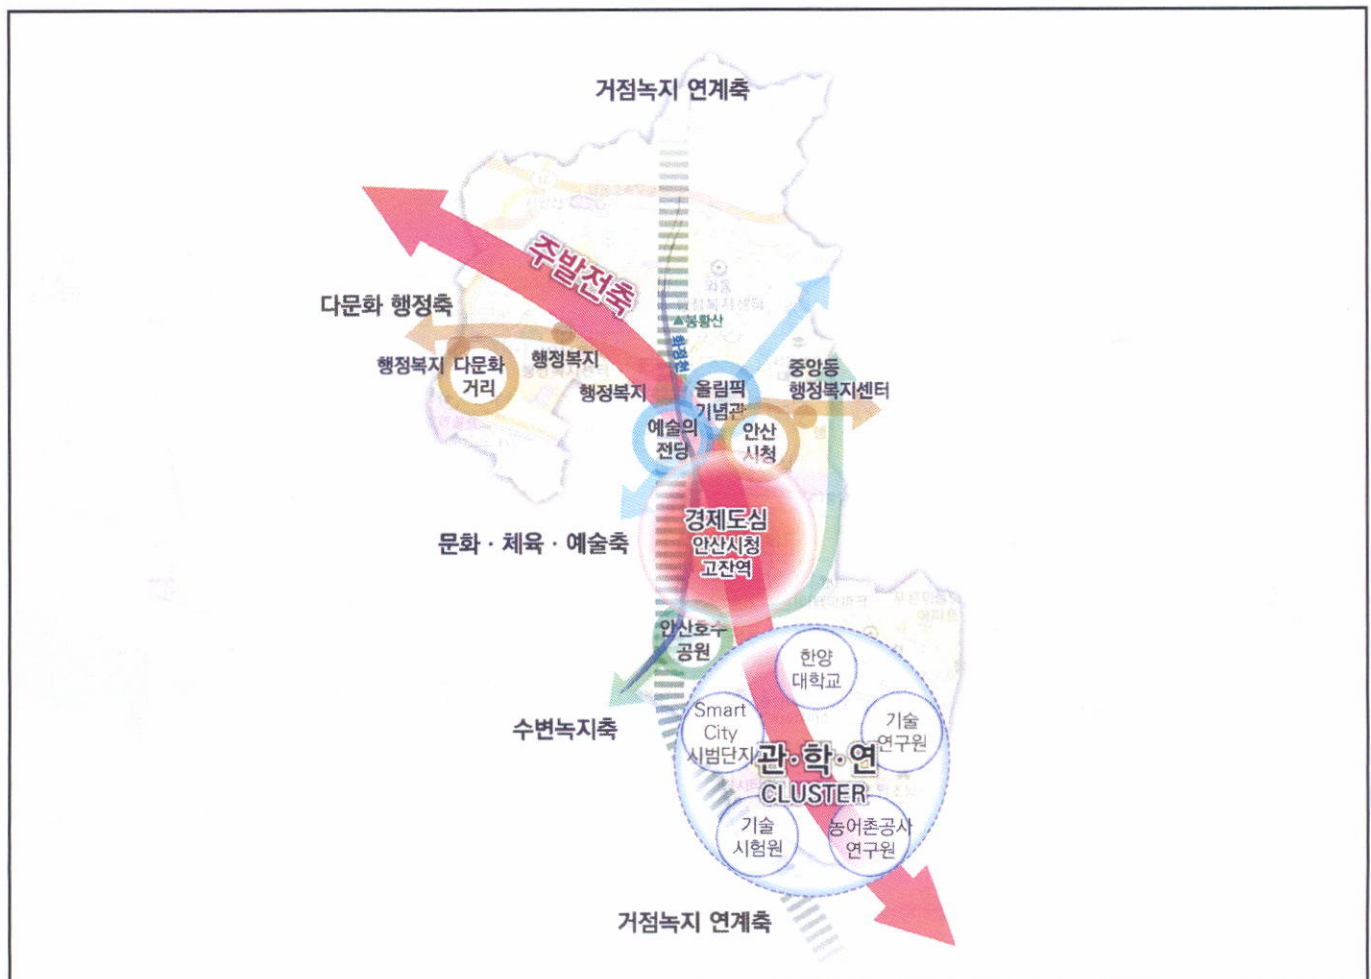 거점녹지 연계축
주발전축
다문화 행정축
▲봉황산
화정천
행정복지
다문화
거리
행정복지
행정복지
올림픽
기념관
중앙동
행정복지센터
예술의
전당
안산
시청
경제도심
안산시청
고잔역
문화 · 체육 · 예술축
안산호수
공원
수변녹지축
한양
대학교
Smart
City
시범단지
기술
연구원
관·학·연
CLUSTER
기술
시험원
농어촌공사
연구원
거점녹지 연계축